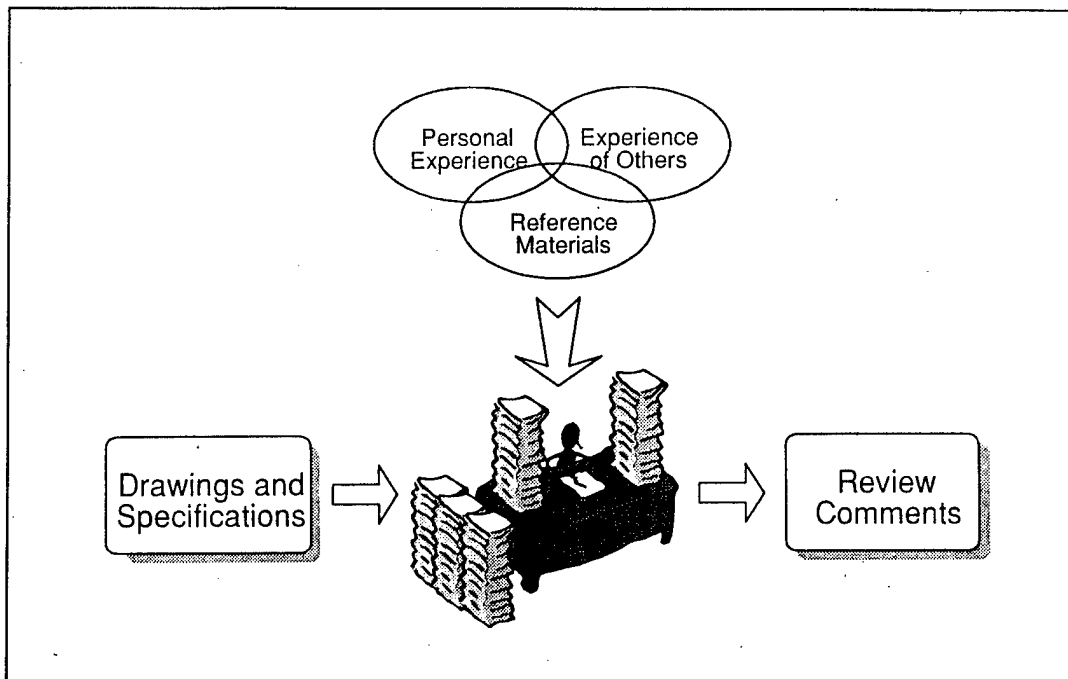 Personal
Experience
Experience
of Others
Reference
Materials
Drawings and
Specifications
Review
Comments